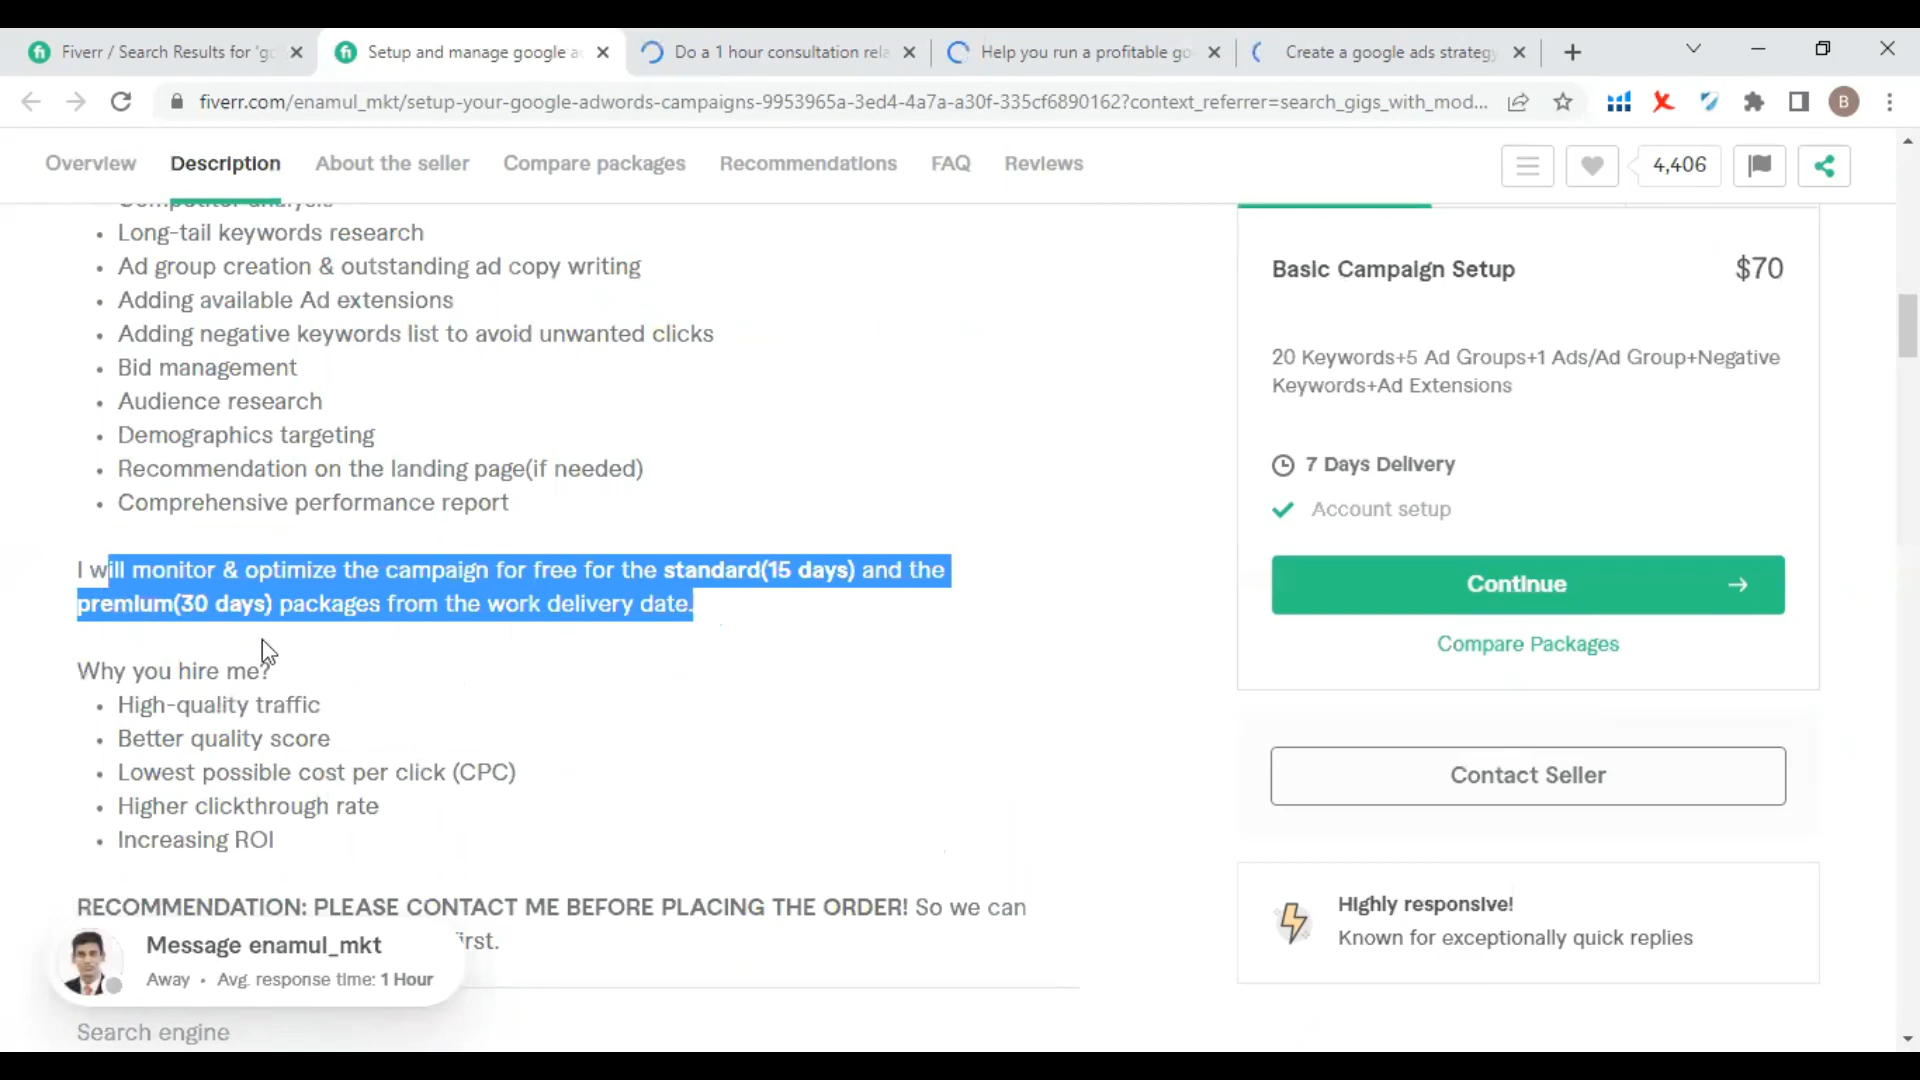 Fiverr / Search Results for 'go
Setup and manage google a
Do a 1 hour consultation rel
Help you run a profitable go
Create a google ads strategy
fiverr.com/enamul_mkt/setup-your-google-adwords-campaigns-9953965a-3ed4-4a7a-a30f-335cf6890162?context_referrer=search_gigs_with_mod...
B
Overview
Description
About the seller
Compare packages
Recommendations
FAQ
Reviews
4,406
Competitor analysis
• Long-tail keywords research
• Ad group creation & outstanding ad copy writing
• Adding available Ad extensions
• Adding negative keywords list to avoid unwanted clicks
• Bid management
• Audience research
• Demographics targeting
• Recommendation on the landing page(if needed)
• Comprehensive performance report
I will monitor & optimize the campaign for free for the standard(15 days) and the
premium(30 days) packages from the work delivery date.
Why you hire me?
• High-quality traffic
• Better quality score
• Lowest possible cost per click (CPC)
• Higher clickthrough rate
• Increasing ROI
RECOMMENDATION: PLEASE CONTACT ME BEFORE PLACING THE ORDER! So we can
first.
Message enamul_mkt
Away • Avg. response time: 1 Hour
Search engine
Basic Campaign Setup
$70
20 Keywords+5 Ad Groups+1 Ads/Ad Group+Negative
Keywords+Ad Extensions
7 Days Delivery
Account setup
Continue
Compare Packages
Contact Seller
Highly responsive!
Known for exceptionally quick replies